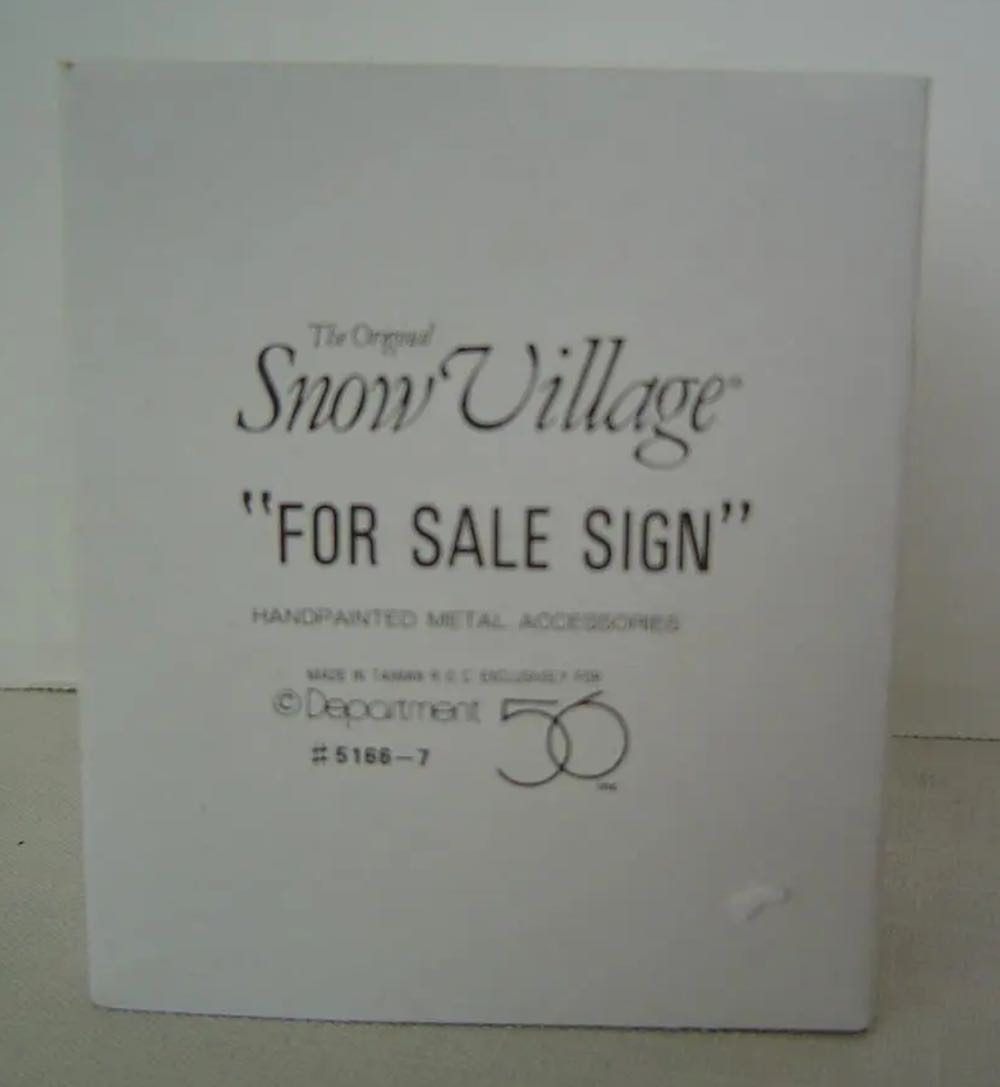 The Original
Snow Village
"FOR SALE SIGN"
HANDPAINTED METAL ACCESSORIES
MADE IN TAIWAN R.O.C. EXCLUSIVELY FOR
©Department 56
#5166-7